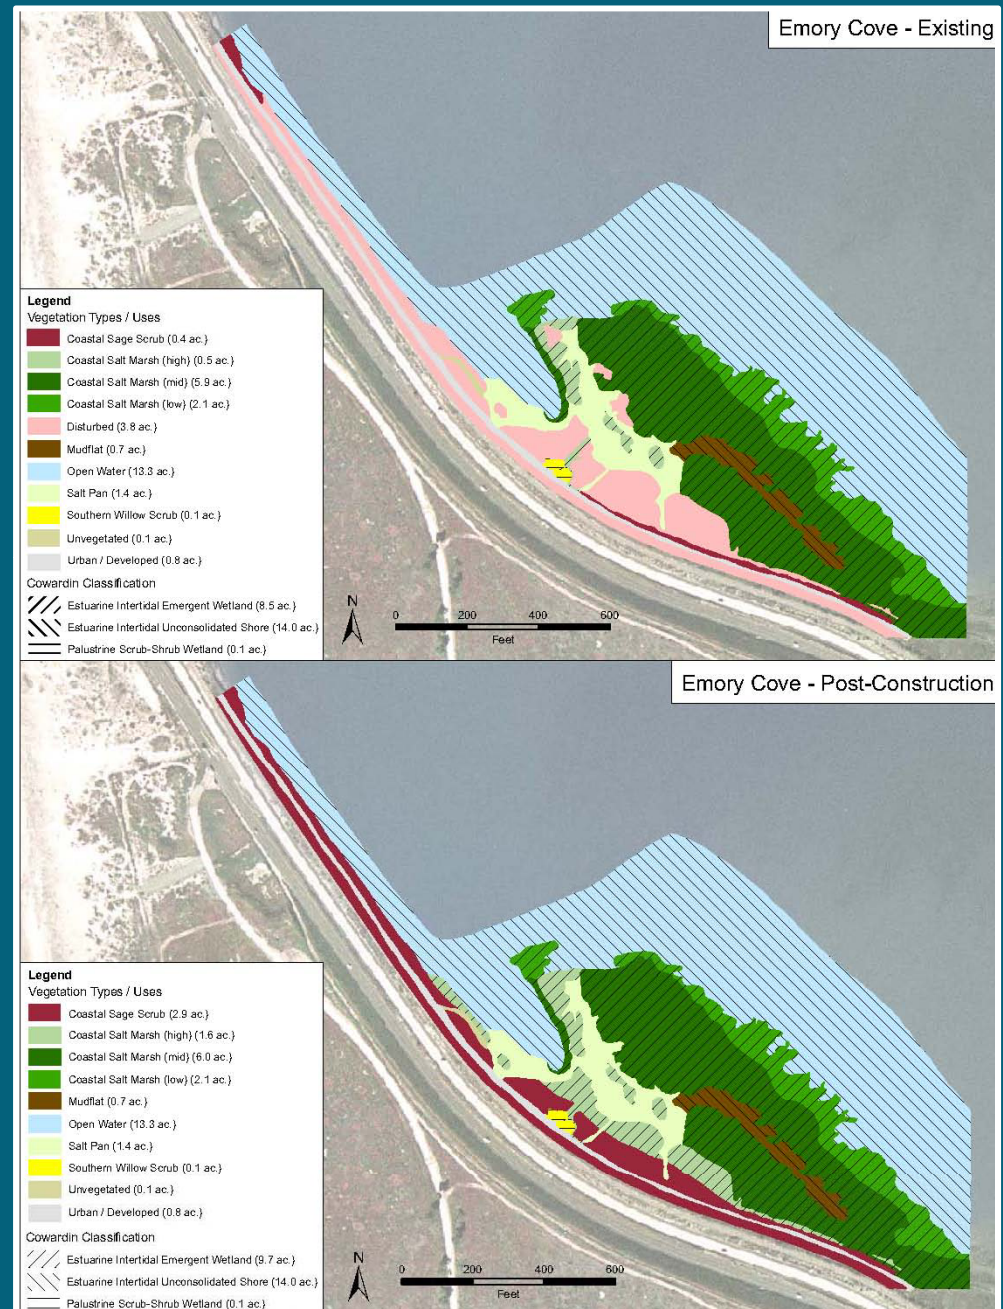 Emory Cove - Existing
Legend
Vegetation Types / Uses
Coastal Sage Scrub (0.4 ac.)
Coastal Salt Marsh (high) (0.5 ac.)
Coastal Salt Marsh (mid) (5.9 ac.)
Coastal Salt Marsh (low) (2.1 ac.)
Disturbed (3.8 ac.)
Mudflat (0.7 ac.)
Open Water (13.3 ac.)
Salt Pan (1.4 ac.)
Southern Willow Scrub (0.1 ac.)
Unvegetated (0.1 ac.)
Urban / Developed (0.8 ac.)
Cowardin Classification
Estuarine Intertidal Emergent Wetland (8.5 ac.)
Estuarine Intertidal Unconsolidated Shore (14.0 ac.)
Palustrine Scrub-Shrub Wetland (0.1 ac.)
N
0 200 400 600
Feet
Emory Cove - Post-Construction
Legend
Vegetation Types / Uses
Coastal Sage Scrub (2.9 ac.)
Coastal Salt Marsh (high) (1.6 ac.)
Coastal Salt Marsh (mid) (6.0 ac.)
Coastal Salt Marsh (low) (2.1 ac.)
Mudflat (0.7 ac.)
Open Water (13.3 ac.)
Salt Pan (1.4 ac.)
Southern Willow Scrub (0.1 ac.)
Unvegetated (0.1 ac.)
Urban / Developed (0.8 ac.)
Cowardin Classification
Estuarine Intertidal Emergent Wetland (9.7 ac.)
Estuarine Intertidal Unconsolidated Shore (14.0 ac.)
Palustrine Scrub-Shrub Wetland (0.1 ac.)
N
0 200 400 600
Feet